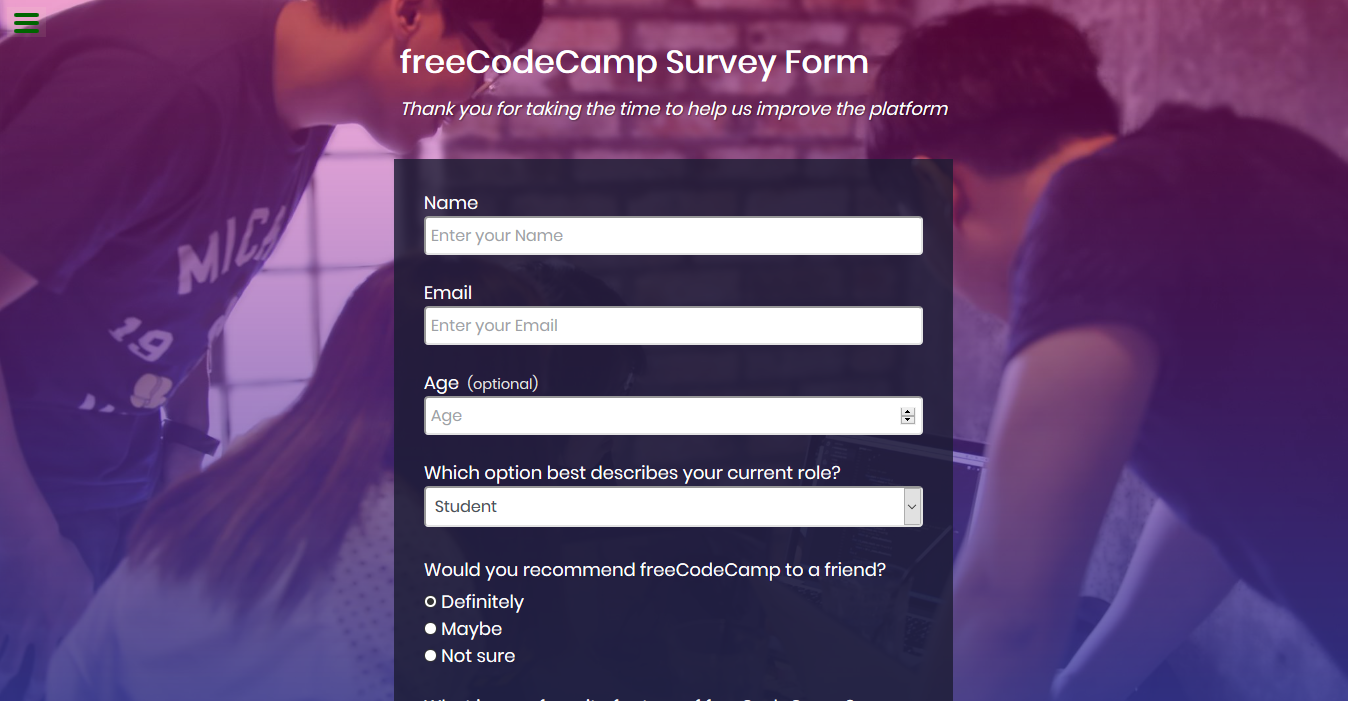 freeCodeCamp Survey Form
Thank you for taking the time to help us improve the platform
Name
Enter your Name
Email
Enter your Email
Age (optional)
Age
Which option best describes your current role?
Student
Would you recommend freeCodeCamp to a friend?
Definitely
Maybe
Not sure
19